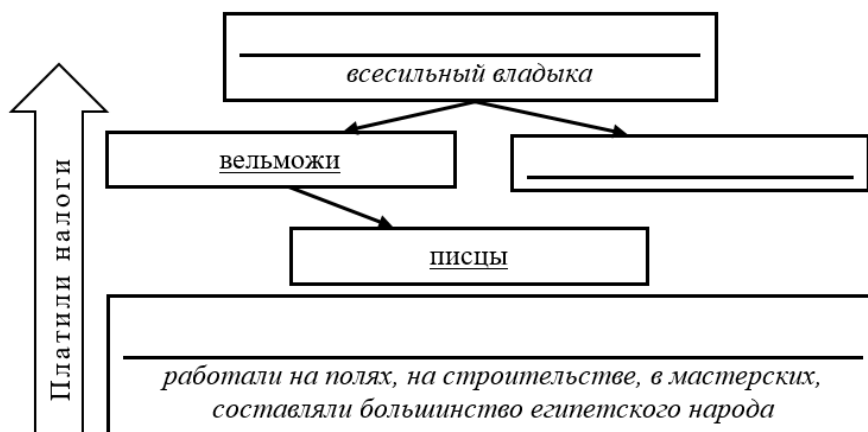 всесильный владыка
вельможи
писцы
работали на полях, на строительстве, в мастерских,
составляли большинство египетского народа
Платили налоги